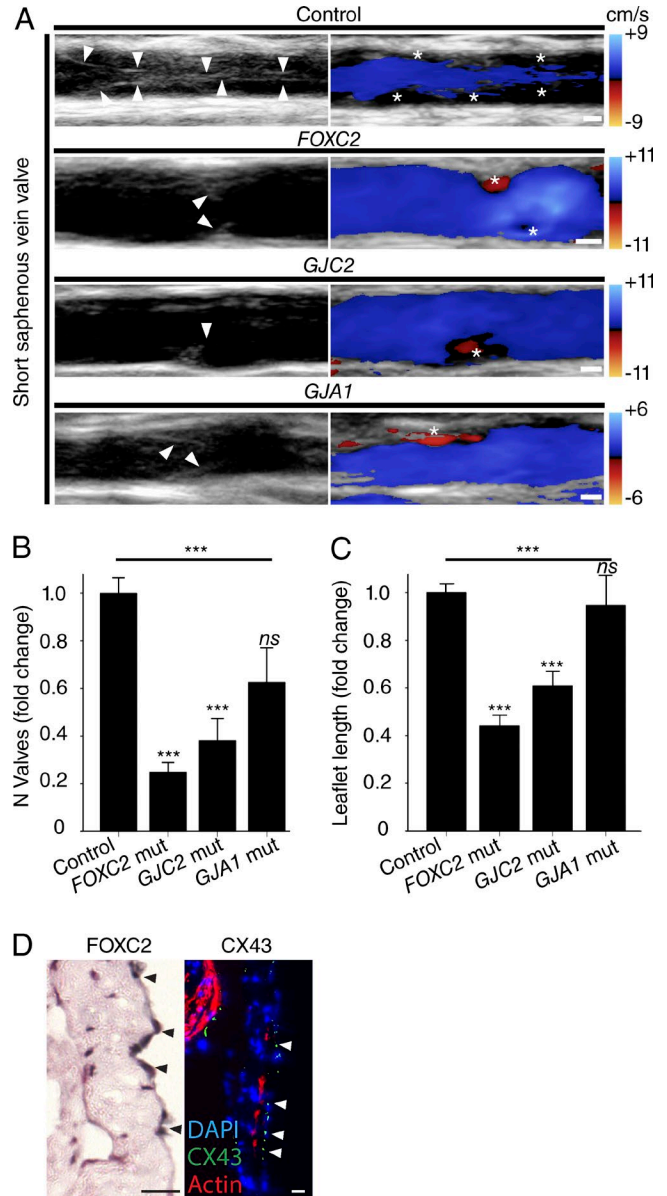 A
Control
cm/s
+9
-9
FOXC2
+11
-11
GJC2
+11
-11
GJA1
+6
-6
Short saphenous vein valve
* * * * *
* *
*
*
B
***
N Valves (fold change)
1.0
0.8
0.6
0.4
0.2
0
***
***
ns
Control
FOXC2 mut
GJC2 mut
GJA1 mut
C
***
Leaflet length (fold change)
1.0
0.8
0.6
0.4
0.2
0
***
***
ns
Control
FOXC2 mut
GJC2 mut
GJA1 mut
D
FOXC2
CX43
DAPI
CX43
Actin